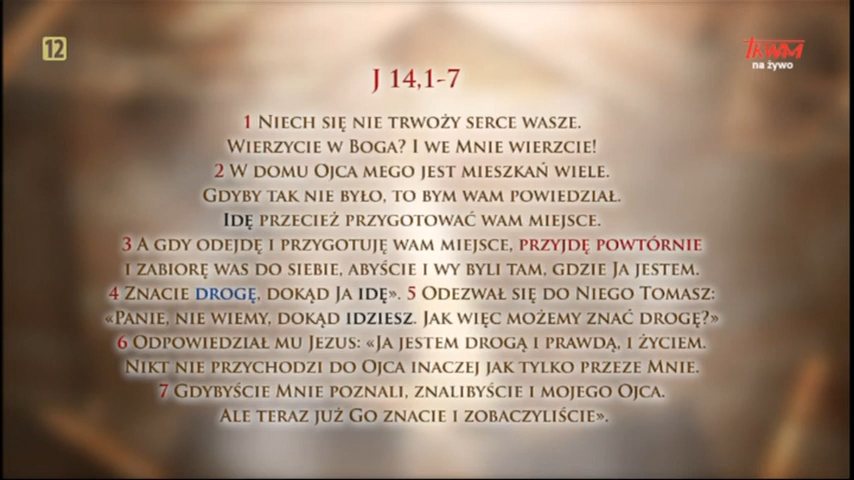 12
TRWAM
na żywo
J 14,1-7
1 Niech się nie trwoży serce wasze.
Wierzycie w Boga? I we Mnie wierzcie!
2 W domu Ojca mego jest mieszkań wiele.
Gdyby tak nie było, to bym wam powiedział.
Idę przecież przygotować wam miejsce.
3 A gdy odejdę i przygotuję wam miejsce, przyjdę powtórnie
i zabiorę was do siebie, abyście i wy byli tam, gdzie Ja jestem.
4 Znacie drogę, dokąd Ja idę». 5 Odezwał się do Niego Tomasz:
«Panie, nie wiemy, dokąd idziesz. Jak więc możemy znać drogę?»
6 Odpowiedział mu Jezus: «Ja jestem drogą i prawdą, i życiem.
Nikt nie przychodzi do Ojca inaczej jak tylko przeze Mnie.
7 Gdybyście Mnie poznali, znalibyście i mojego Ojca.
Ale teraz już Go znacie i zobaczyliście».